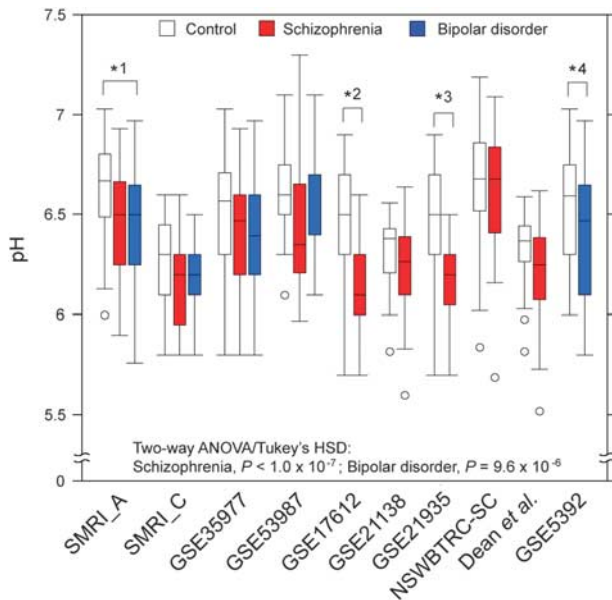 7.5
Control
Schizophrenia
Bipolar disorder
*1
*2
*3
*4
7
6.5
pH
6
5.5
Two-way ANOVA/Tukey's HSD:
Schizophrenia, P < 1.0 x 10⁻⁷; Bipolar disorder, P = 9.6 x 10⁻⁶
0
SMRI_A
SMRI_C
GSE35977
GSE53987
GSE17612
GSE21138
GSE21935
NSWBTRC-SC
Dean et al.
GSE5392